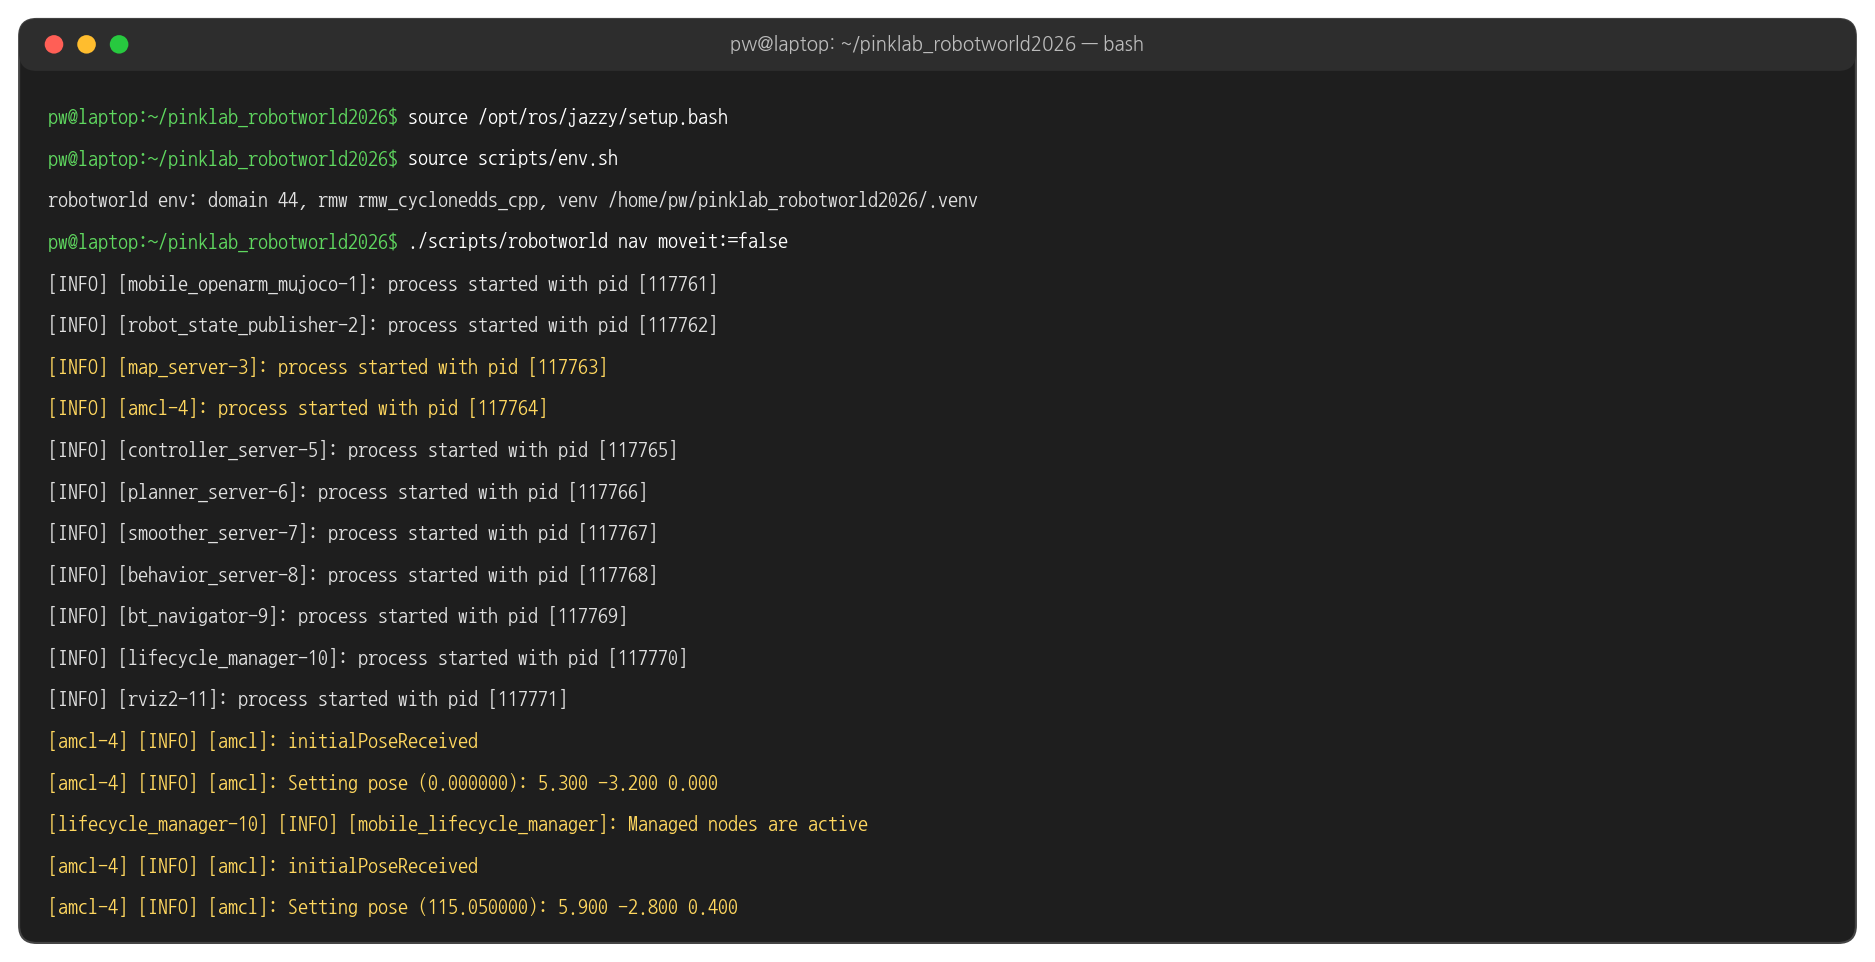 pw@laptop: ~/pinklab_robotworld2026 — bash
pw@laptop:~/pinklab_robotworld2026$ source /opt/ros/jazzy/setup.bash
pw@laptop:~/pinklab_robotworld2026$ source scripts/env.sh
robotworld env: domain 44, rmw rmw_cyclonedds_cpp, venv /home/pw/pinklab_robotworld2026/.venv
pw@laptop:~/pinklab_robotworld2026$ ./scripts/robotworld nav moveit:=false
[INFO] [mobile_openarm_mujoco-1]: process started with pid [117761]
[INFO] [robot_state_publisher-2]: process started with pid [117762]
[INFO] [map_server-3]: process started with pid [117763]
[INFO] [amcl-4]: process started with pid [117764]
[INFO] [controller_server-5]: process started with pid [117765]
[INFO] [planner_server-6]: process started with pid [117766]
[INFO] [smoother_server-7]: process started with pid [117767]
[INFO] [behavior_server-8]: process started with pid [117768]
[INFO] [bt_navigator-9]: process started with pid [117769]
[INFO] [lifecycle_manager-10]: process started with pid [117770]
[INFO] [rviz2-11]: process started with pid [117771]
[amcl-4] [INFO] [amcl]: initialPoseReceived
[amcl-4] [INFO] [amcl]: Setting pose (0.000000): 5.300 -3.200 0.000
[lifecycle_manager-10] [INFO] [mobile_lifecycle_manager]: Managed nodes are active
[amcl-4] [INFO] [amcl]: initialPoseReceived
[amcl-4] [INFO] [amcl]: Setting pose (115.050000): 5.900 -2.800 0.400